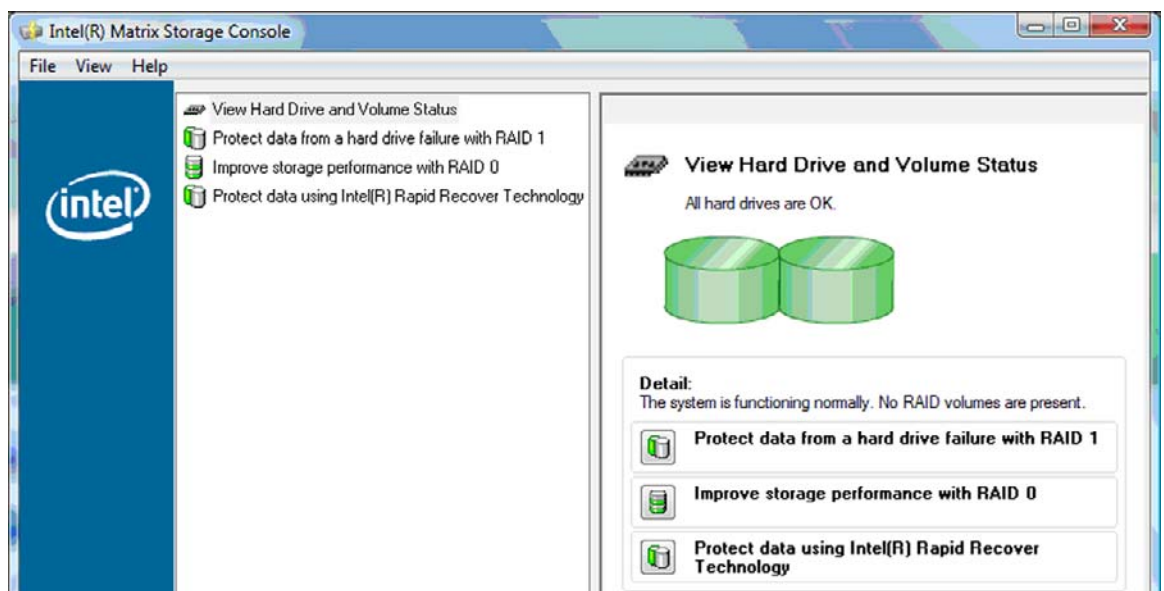 Intel(R) Matrix Storage Console
File View Help
intel
View Hard Drive and Volume Status
Protect data from a hard drive failure with RAID 1
Improve storage performance with RAID 0
Protect data using Intel(R) Rapid Recover Technology
View Hard Drive and Volume Status
All hard drives are OK.
Detail:
The system is functioning normally. No RAID volumes are present.
Protect data from a hard drive failure with RAID 1
Improve storage performance with RAID 0
Protect data using Intel(R) Rapid Recover
Technology